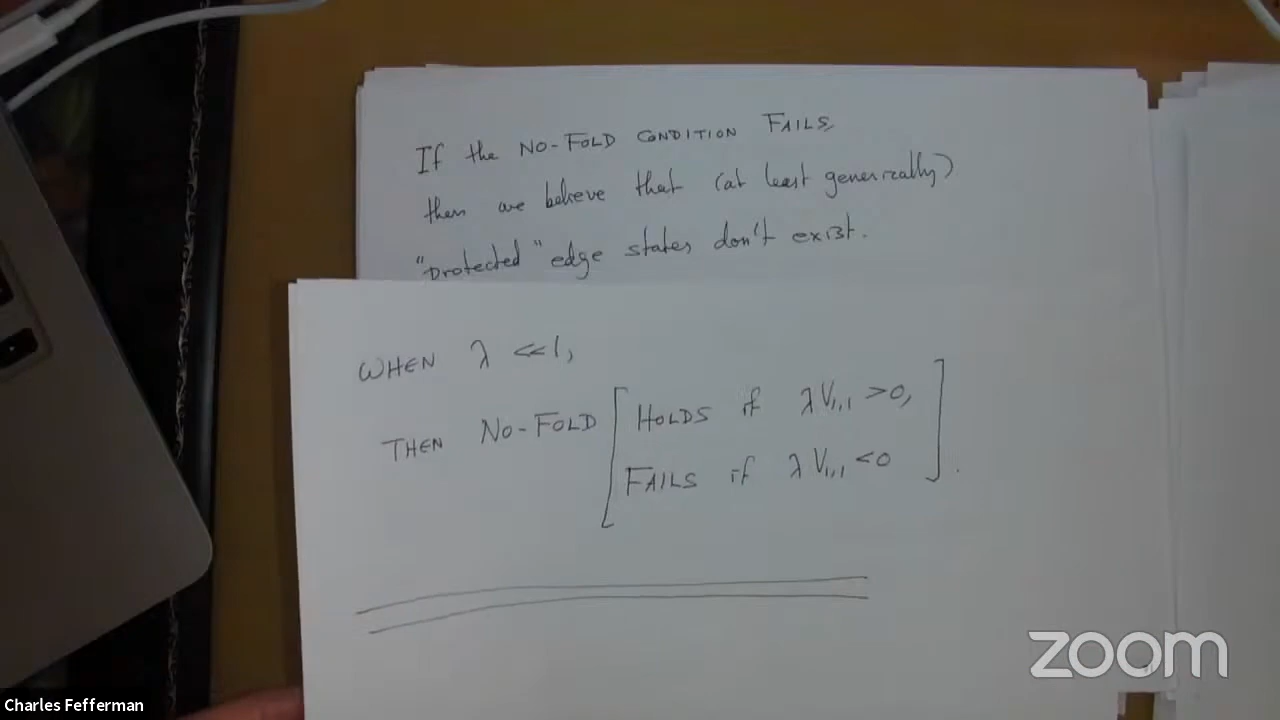 If the NO-FOLD CONDITION FAILS,
then we believe that (at least generically)
"protected" edge states don't exist.
WHEN λ <<1,
THEN NO-FOLD [HOLDS if λV₁,₁ >0,
FAILS if λV₁,₁ <0].
zoom
Charles Fefferman